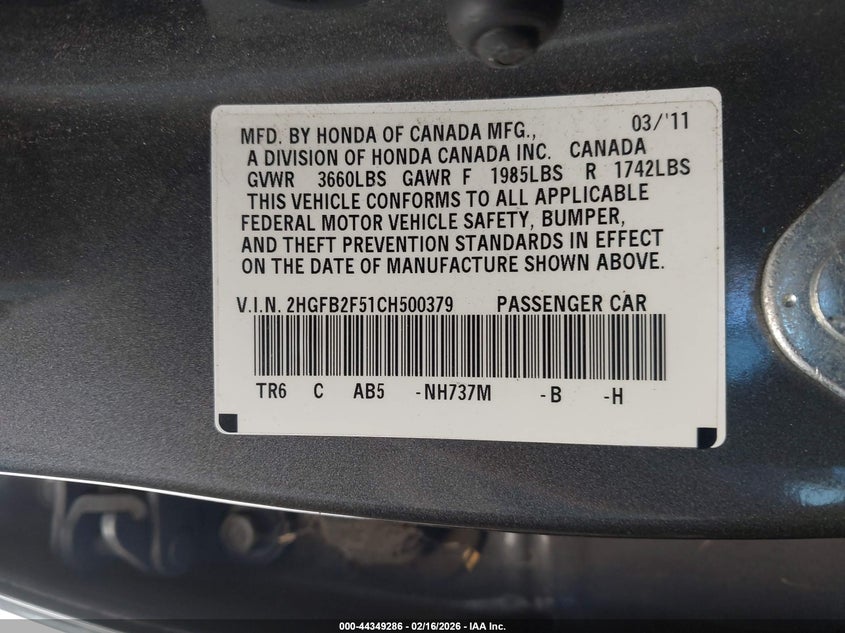 MFD. BY HONDA OF CANADA MFG., 03/'11
A DIVISION OF HONDA CANADA INC. CANADA
GVWR 3660LBS GAWR F 1985LBS R 1742LBS
THIS VEHICLE CONFORMS TO ALL APPLICABLE
FEDERAL MOTOR VEHICLE SAFETY, BUMPER,
AND THEFT PREVENTION STANDARDS IN EFFECT
ON THE DATE OF MANUFACTURE SHOWN ABOVE.
V.I.N. 2HGFB2F51CH500379 PASSENGER CAR
TR6 C AB5 -NH737M -B -H
000-44349286 - 02/16/2026 - IAA Inc.